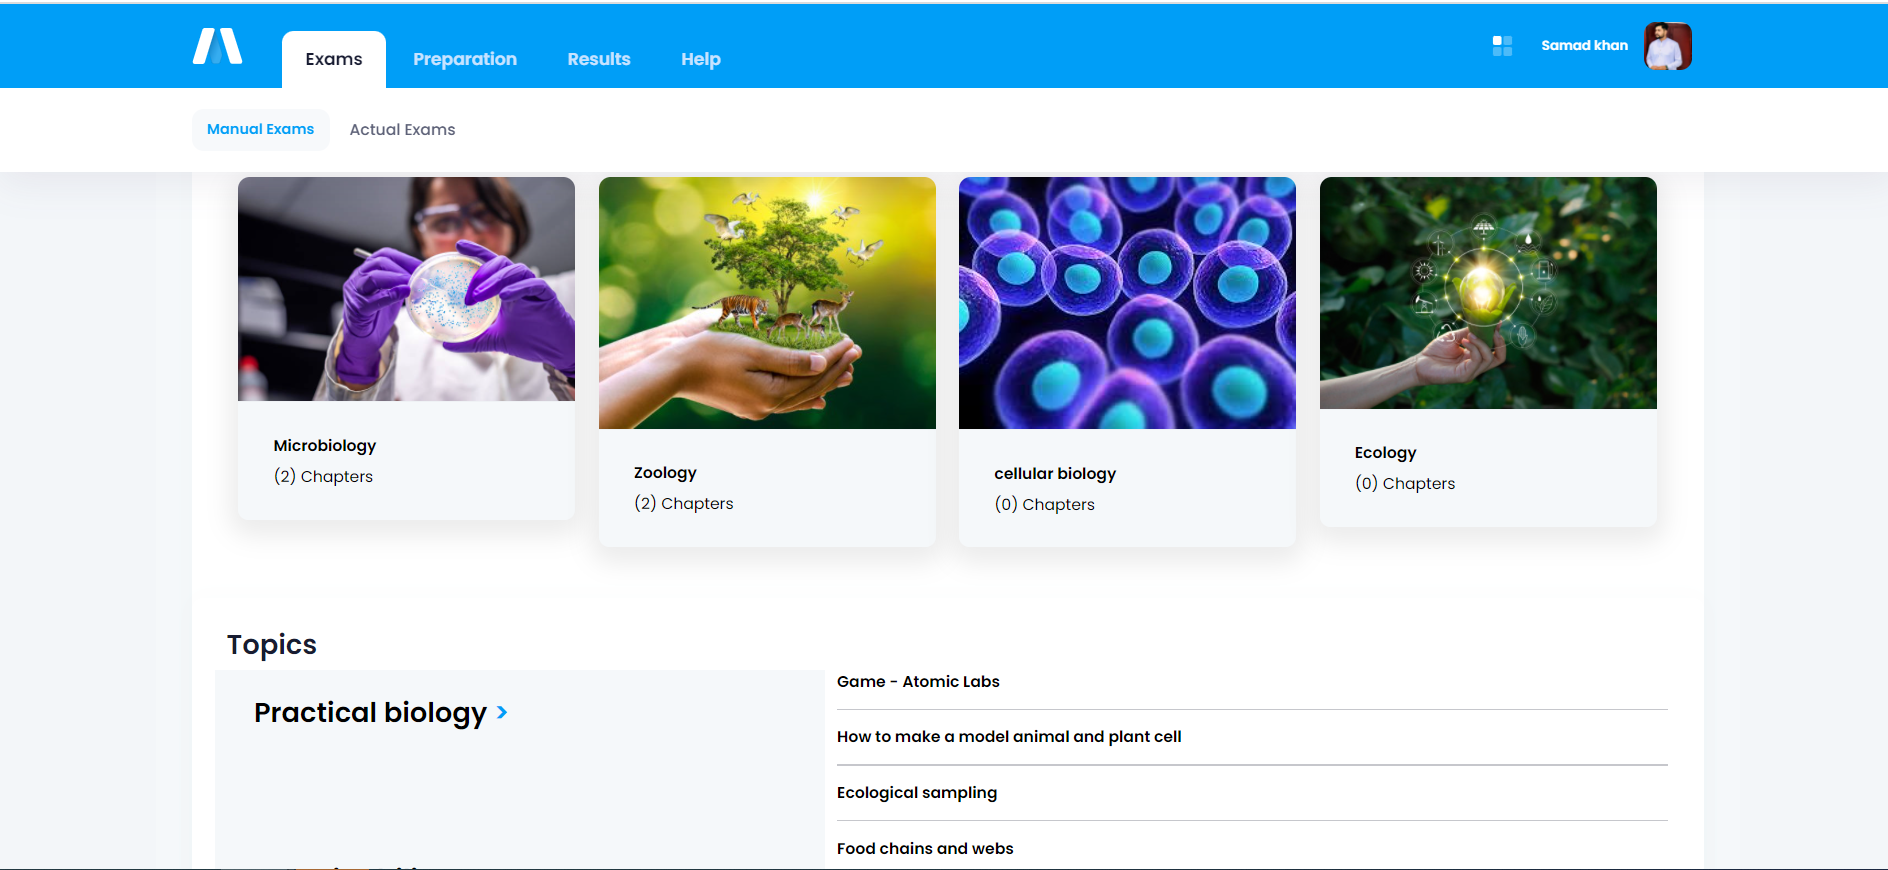 Exams
Preparation
Results
Help
Samad khan
Manual Exams
Actual Exams
Microbiology
(2) Chapters
Zoology
(2) Chapters
cellular biology
(0) Chapters
Ecology
(0) Chapters
Topics
Practical biology >
Game - Atomic Labs
How to make a model animal and plant cell
Ecological sampling
Food chains and webs